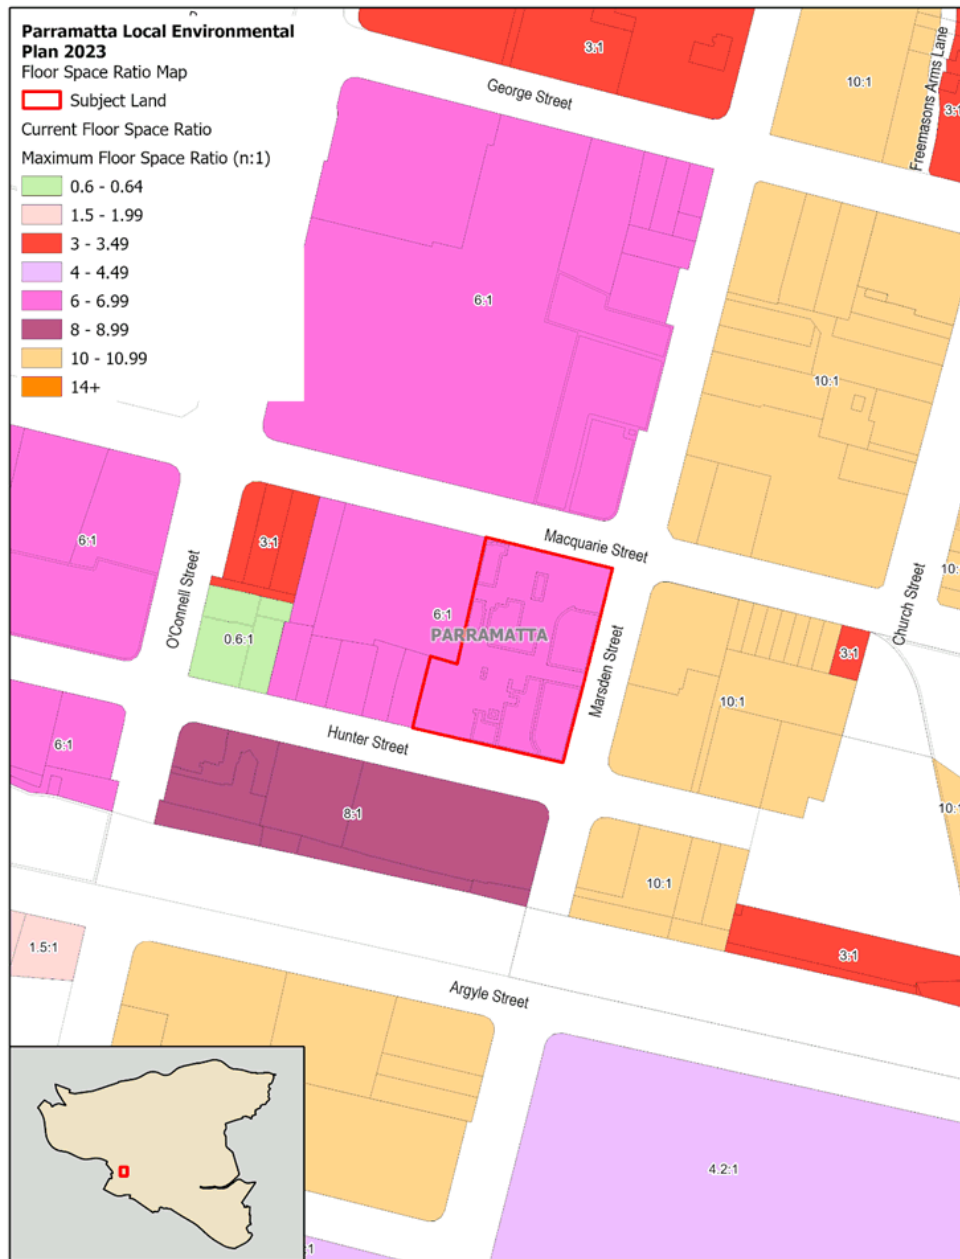 Parramatta Local Environmental
Plan 2023
Floor Space Ratio Map
Subject Land
Current Floor Space Ratio
Maximum Floor Space Ratio (n:1)
0.6 - 0.64
1.5 - 1.99
3 - 3.49
4 - 4.49
6 - 6.99
8 - 8.99
10 - 10.99
14+
3:1
George Street
10:1
Freemasons Arms Lane
3:1
6:1
10:1
6:1
O'Connell Street
3:1
0.6:1
6:1
PARRAMATTA
Macquarie Street
Marsden Street
Church Street
10:
3:1
10:1
6:1
Hunter Street
8:1
10:1
10:1
1.5:1
3:1
Argyle Street
4.2:1
:1